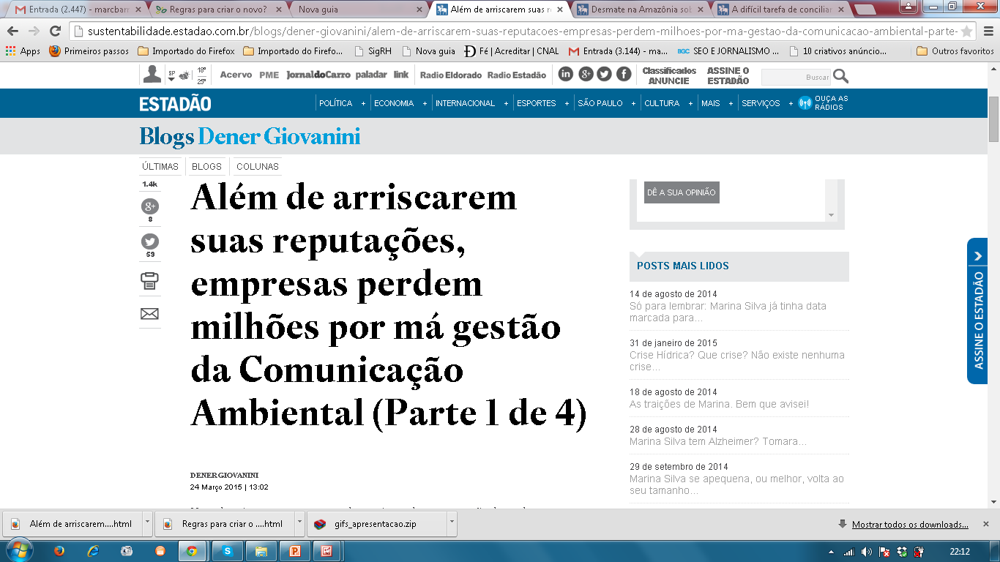 Entrada (2.447) - marcbarr
Regras para criar o novo?
Nova guia
Além de arriscarem suas r
Desmate na Amazônia sob
A difícil tarefa de conciliar
sustentabilidade.estadao.com.br/blogs/dener-giovanini/alem-de-arriscarem-suas-reputacoes-empresas-perdem-milhoes-por-ma-gestao-da-comunicacao-ambiental-parte-
Apps
Primeiros passos
Importado do Firefox
Importado do Firefo...
SigRH
Nova guia
Fé | Acreditar | CNAL
Entrada (3.144) - ma...
BGC SEO E JORNALISMO ...
10 criativos anúncio...
Outros favoritos
SP 18° 25°
Acervo PME JornaldoCarro paladar link
Radio Eldorado Radio Estadão
Classificados ANUNCIE
ASSINE O ESTADÃO
Buscar
ESTADÃO
POLÍTICA + ECONOMIA + INTERNACIONAL + ESPORTES + SÃO PAULO + CULTURA + MAIS + SERVIÇOS +
OUÇA AS RÁDIOS
Blogs Dener Giovanini
ÚLTIMAS BLOGS COLUNAS
1.4k
8
59
Além de arriscarem
suas reputações,
empresas perdem
milhões por má gestão
da Comunicação
Ambiental (Parte 1 de 4)
DENER GIOVANINI
24 Março 2015 | 13:02
DÊ A SUA OPINIÃO
POSTS MAIS LIDOS
14 de agosto de 2014
Só para lembrar: Marina Silva já tinha data
marcada para...
31 de janeiro de 2015
Crise Hídrica? Que crise? Não existe nenhuma
crise...
18 de agosto de 2014
As traições de Marina. Bem que avisei!
28 de agosto de 2014
Marina Silva tem Alzheimer? Tomara...
29 de setembro de 2014
Marina Silva se apequena, ou melhor, volta ao
seu tamanho...
ASSINE O ESTADÃO
Além de arriscarem....html
Regras para criar o ....html
gifs_apresentacao.zip
Mostrar todos os downloads...
22:12